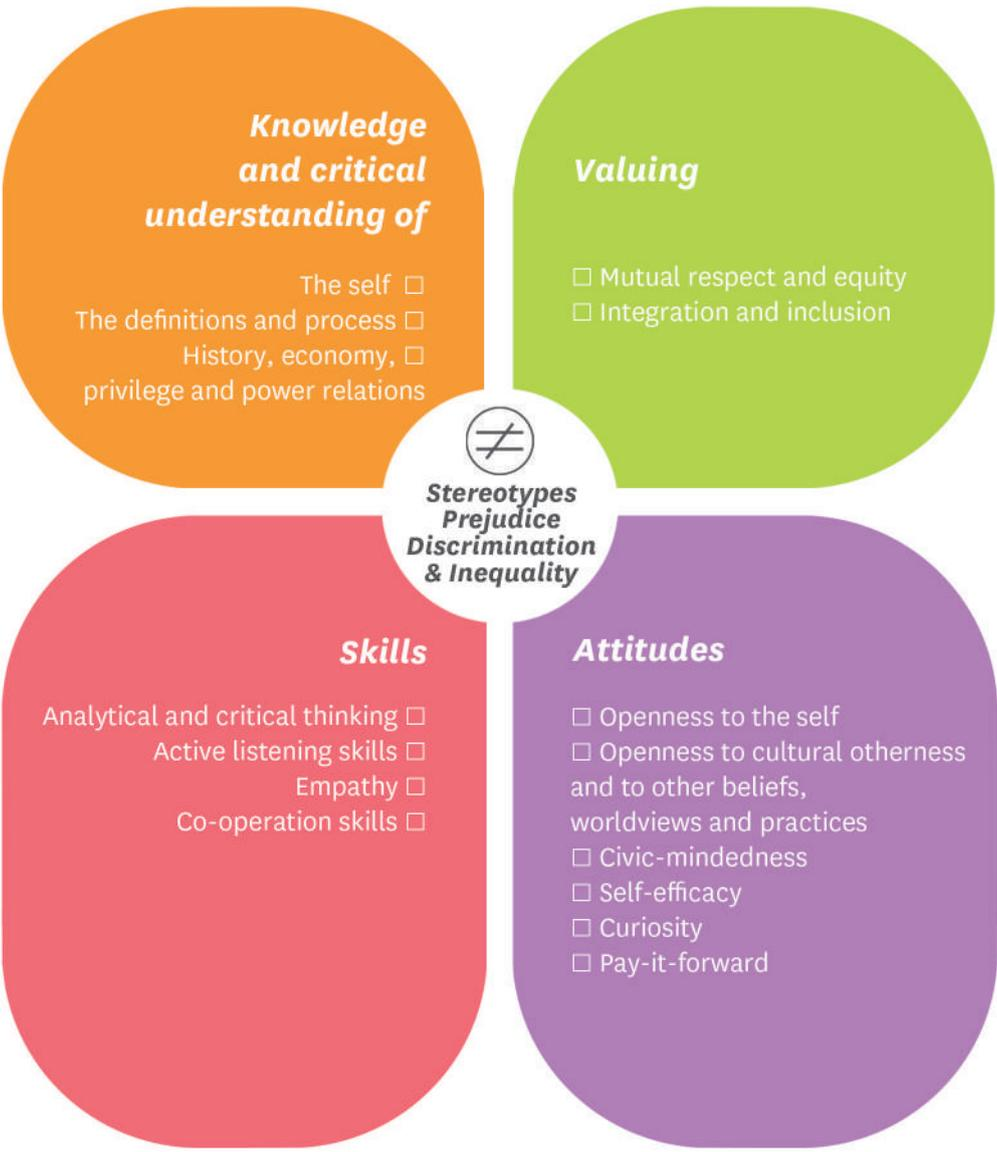 Knowledge
and critical
understanding of
The self ☐
The definitions and process ☐
History, economy, ☐
privilege and power relations
Valuing
☐ Mutual respect and equity
☐ Integration and inclusion
≠
Stereotypes
Prejudice
Discrimination
& Inequality
Skills
Analytical and critical thinking ☐
Active listening skills ☐
Empathy ☐
Co-operation skills ☐
Attitudes
☐ Openness to the self
☐ Openness to cultural otherness
and to other beliefs,
worldviews and practices
☐ Civic-mindedness
☐ Self-efficacy
☐ Curiosity
☐ Pay-it-forward